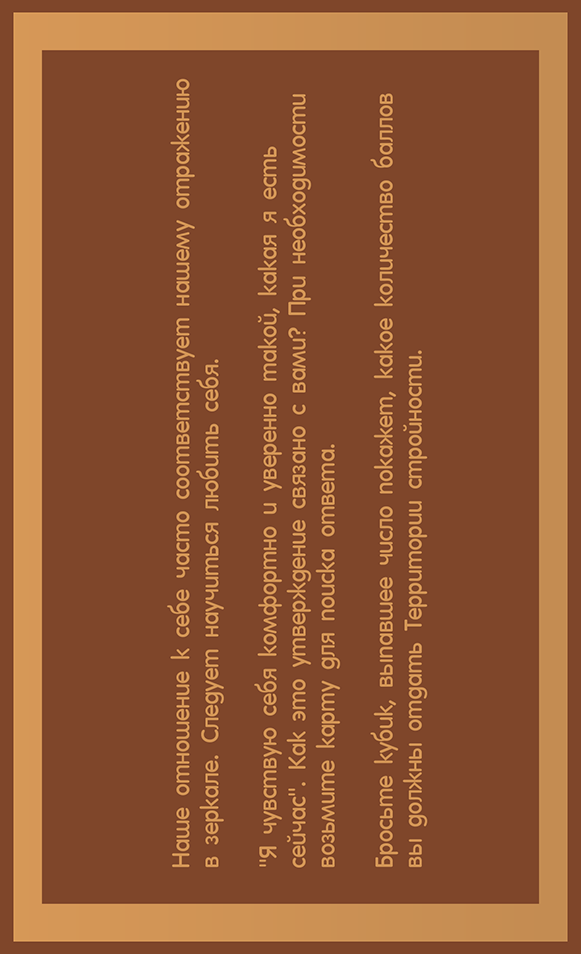 Наше отношение к себе часто соответствует нашему отражению
в зеркале. Следует научиться любить себя.
"Я чувствую себя комфортно и уверенно такой, какая я есть
сейчас". Как это утверждение связано с вами? При необходимости
возьмите карту для поиска ответа.
Бросьте кубик, выпавшее число покажет, какое количество баллов
вы должны отдать Территории стройности.